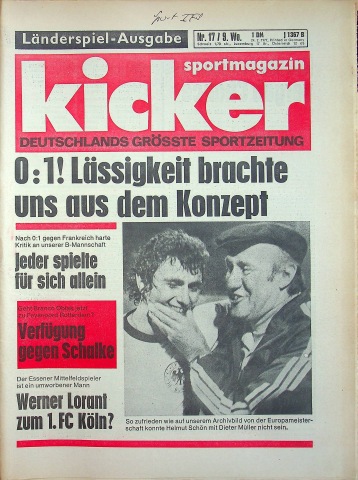 Länderspiel-Ausgabe
Nr. 17 / 9. Wo.
1 DM
J 1367 B
sportmagazin
kicker
DEUTSCHLANDS GRÖSSTE SPORTZEITUNG
0:1! Lässigkeit brachte
uns aus dem Konzept
Nach 0:1 gegen Frankreich harte
Kritik an unserer B-Mannschaft
Jeder spielte
für sich allein
Verfügung
gegen Schalke
Der Essener Mittelfeldspieler
ist ein umworbener Mann
Werner Lorant
zum 1. FC Köln?
So zufrieden wie auf unserem Archivbild von der Europameister-
schaft konnte Helmut Schön mit Dieter Müller nicht sein.